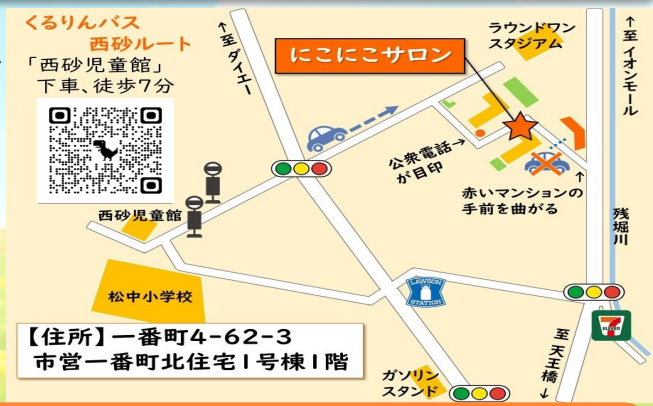 くるりんバス
西砂ルート
「西砂児童館」
下車、徒歩7分
↑至 ダイエー
にこにこサロン
ラウンドワン
スタジアム
↑至 イオンモール
公衆電話→
が目印
赤いマンションの
手前を曲がる
↑
残堀川
西砂児童館
松中小学校
LAWSON
STATION
7
ELEVEN
至 天王橋↓
ガソリン
スタンド
【住所】一番町4-62-3
市営一番町北住宅1号棟1階